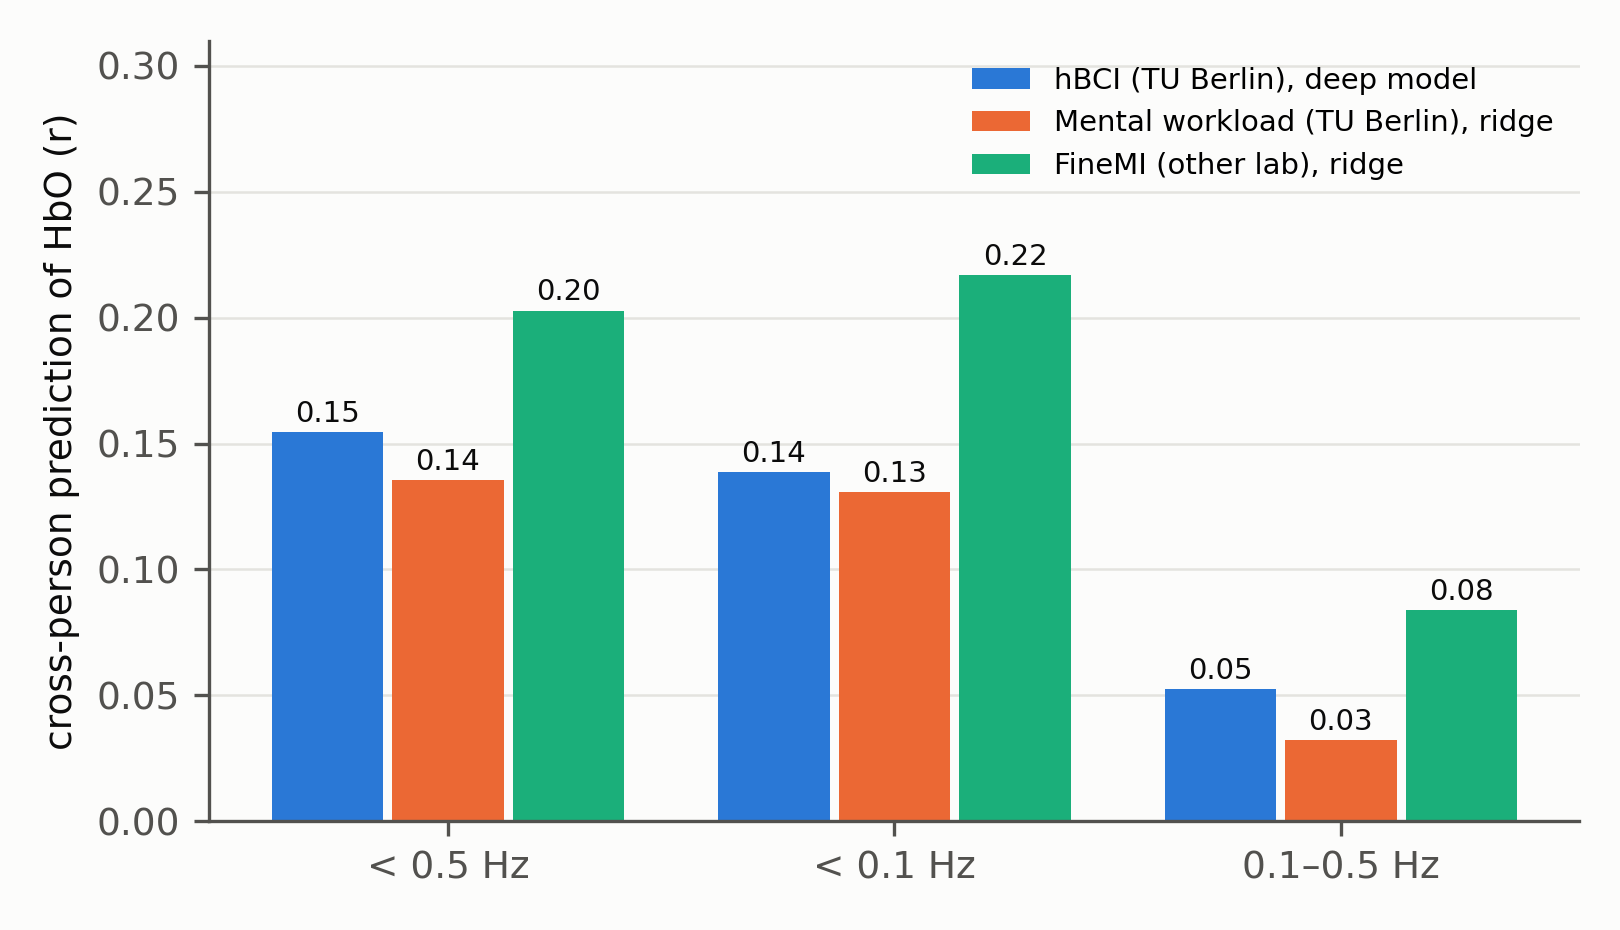 cross-person prediction of HbO (r)
0.30
0.25
0.20
0.15
0.10
0.05
0.00
hBCI (TU Berlin), deep model
Mental workload (TU Berlin), ridge
FineMI (other lab), ridge
0.15
0.14
0.20
0.14
0.13
0.22
0.05
0.03
0.08
< 0.5 Hz
< 0.1 Hz
0.1–0.5 Hz